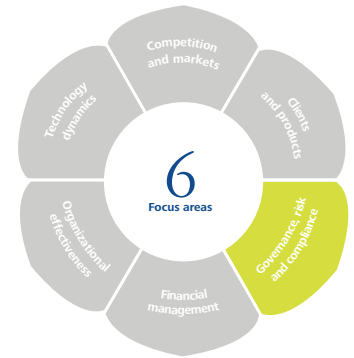 Competition
and markets
Clients
and products
Governance, risk
and compliance
Financial
management
Organizational
effectiveness
Technology
dynamics
6
Focus areas